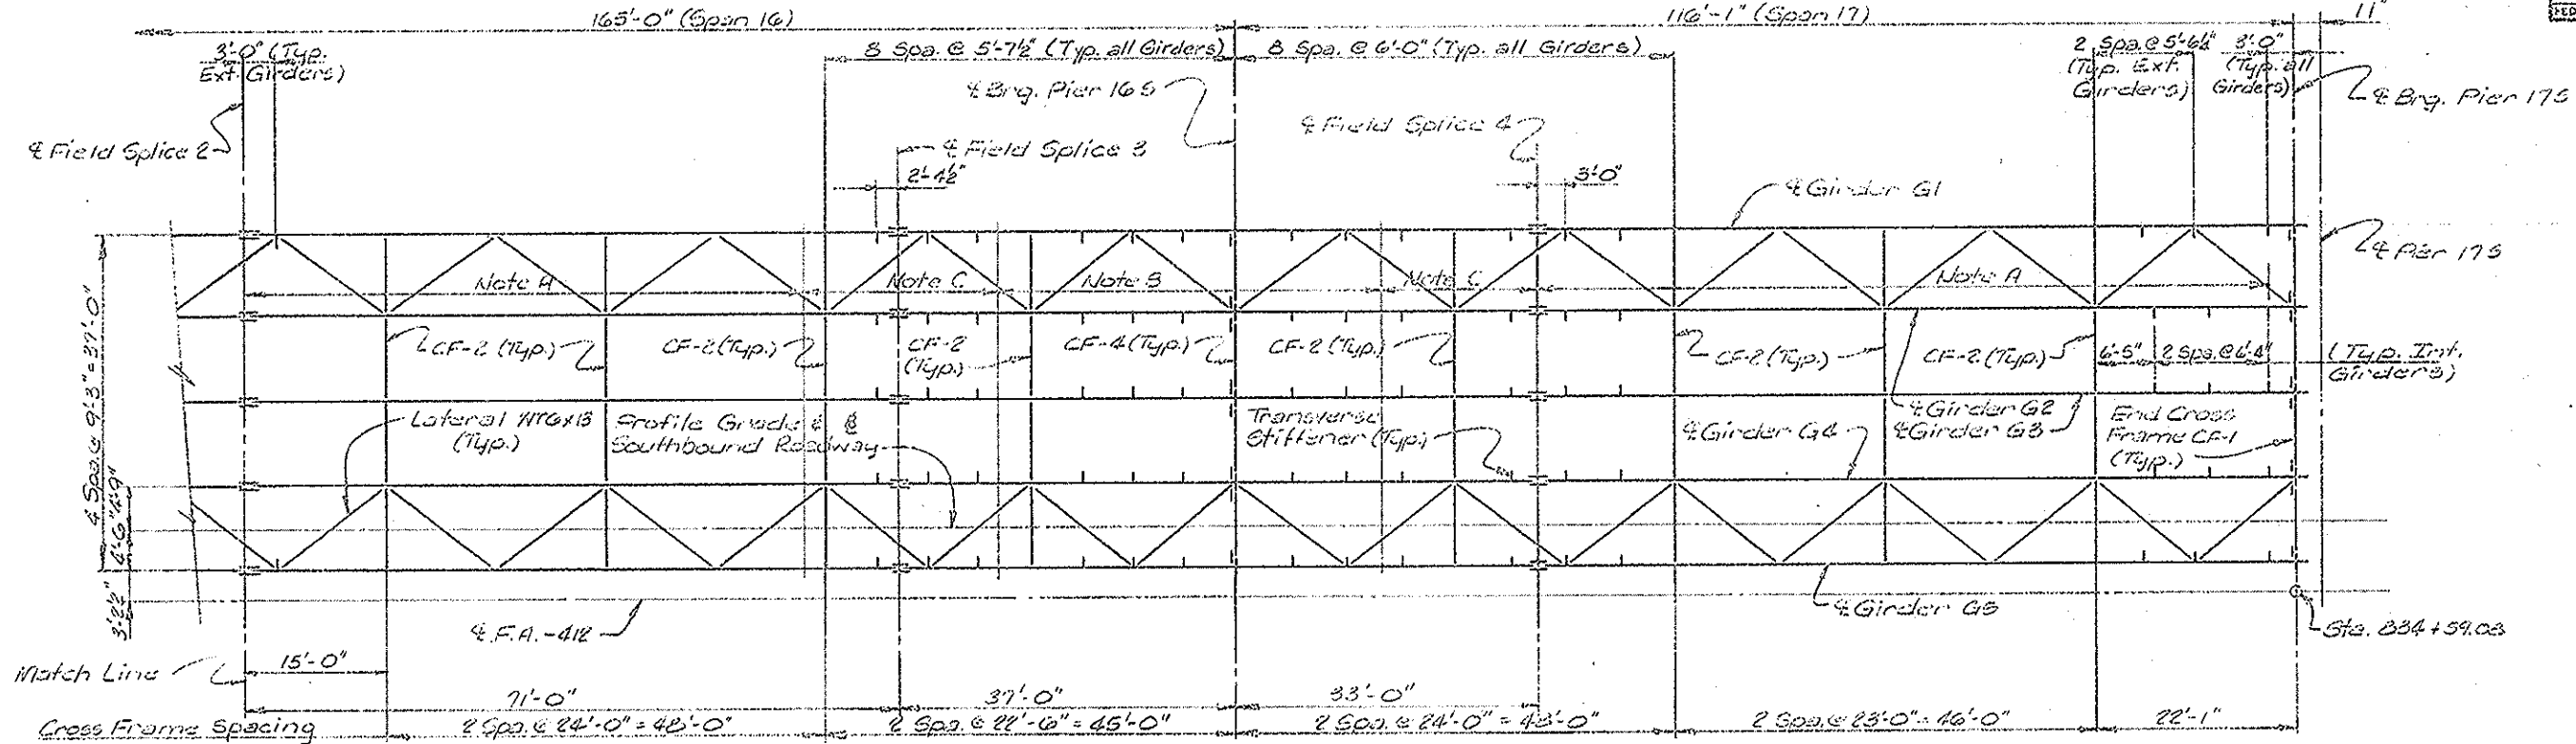 165'-0" (Span 16)
116'-1" (Span 17)
11"
3'-0" (Typ.
Ext. Girders)
8 Spa. @ 5'-7½" (Typ. all Girders)
8 Spa. @ 6'-0" (Typ. all Girders)
2 Spa. @ 5'-6½"
(Typ. Ext.
Girders)
3'-0"
(Typ. all
Girders)
℄ Brg. Pier 16S
℄ Brg. Pier 17S
℄ Field Splice 2
℄ Field Splice 3
℄ Field Splice 4
2'-4½"
3'-0"
℄ Girder G1
℄ Pier 17S
Note A
Note C
Note B
Note C
Note A
4 Spa. @ 9'-3" = 37'-0"
CF-2 (Typ.)
CF-2 (Typ.)
CF-2
(Typ.)
CF-4 (Typ.)
CF-2 (Typ.)
CF-2 (Typ.)
CF-2 (Typ.)
6'-5"
2 Spa. @ 6'-4"
(Typ. Int.
Girders)
Lateral WT6x13
(Typ.)
Profile Grade & ℄
Southbound Roadway
Transverse
Stiffener (Typ.)
℄ Girder G4
℄ Girder G2
℄ Girder G3
End Cross
Frame CF-1
(Typ.)
4'-6"
3'-2½"
℄ F.A.-412
℄ Girder G5
Sta. 334+59.08
Match Line
15'-0"
71'-0"
37'-0"
33'-0"
Cross Frame Spacing
2 Spa. @ 24'-0" = 48'-0"
2 Spa. @ 22'-6" = 45'-0"
2 Spa. @ 24'-0" = 48'-0"
2 Spa. @ 23'-0" = 46'-0"
22'-1"